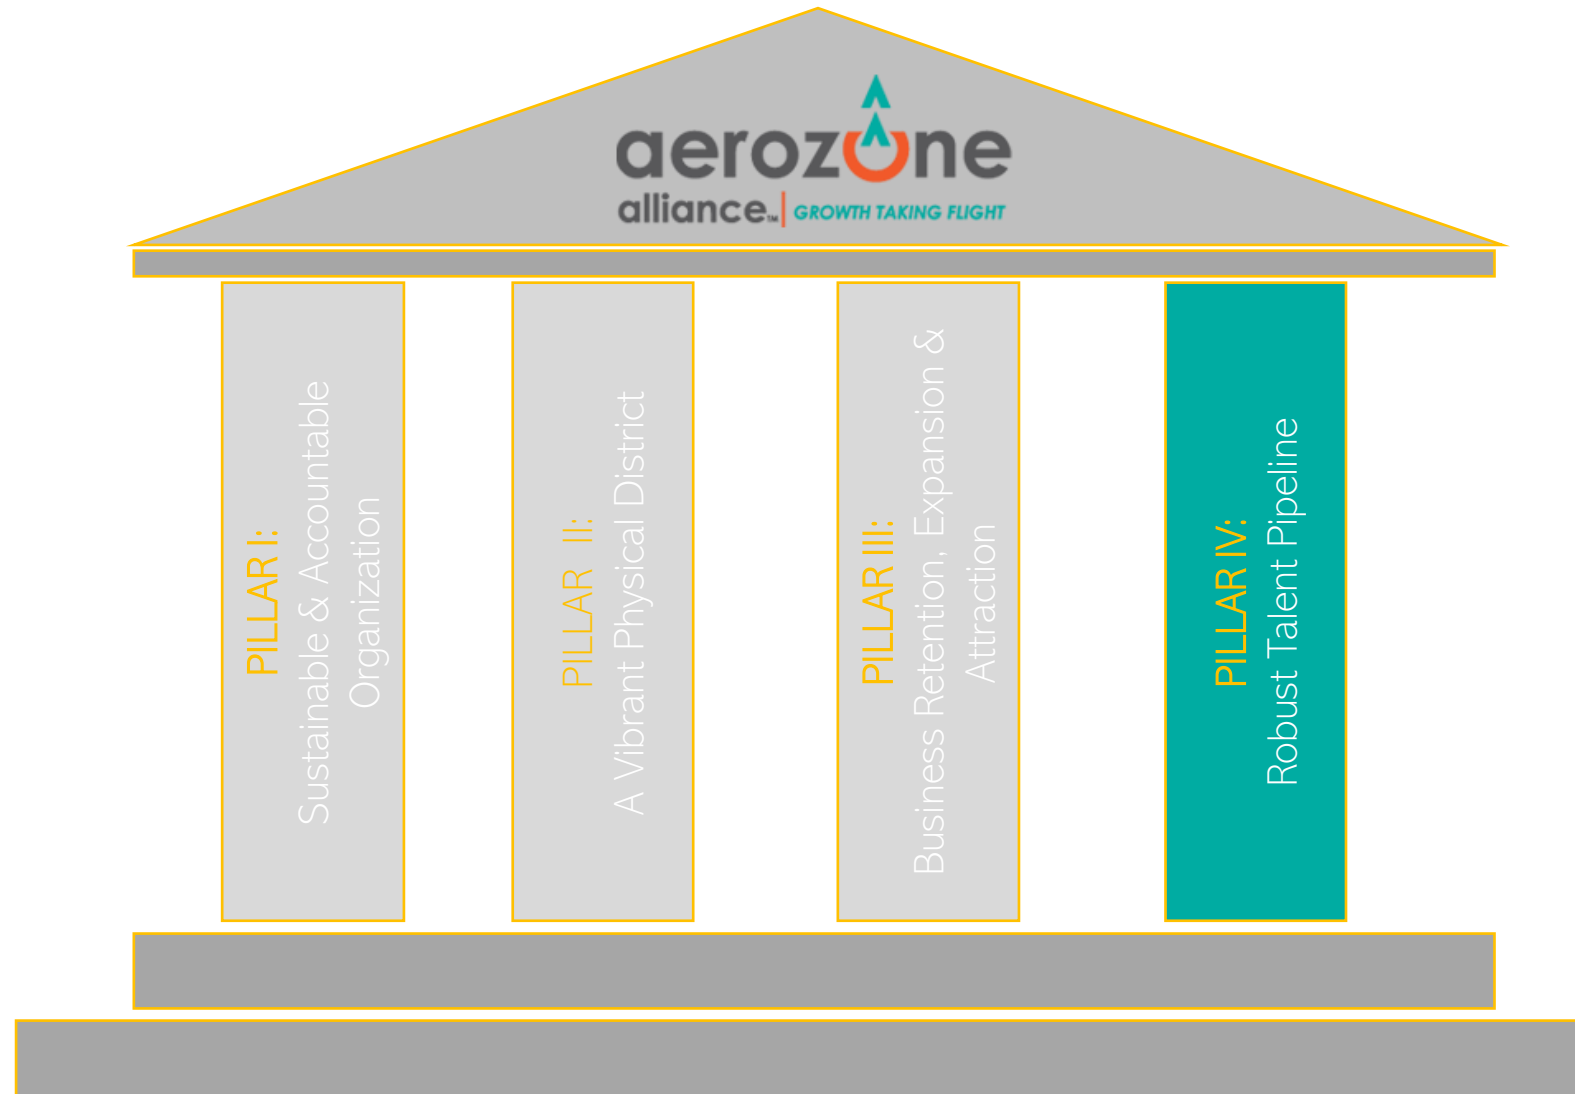 aerozone
alliance™ GROWTH TAKING FLIGHT
PILLAR I:
Sustainable & Accountable
Organization
PILLAR II:
A Vibrant Physical District
PILLAR III:
Business Retention, Expansion &
Attraction
PILLAR IV:
Robust Talent Pipeline